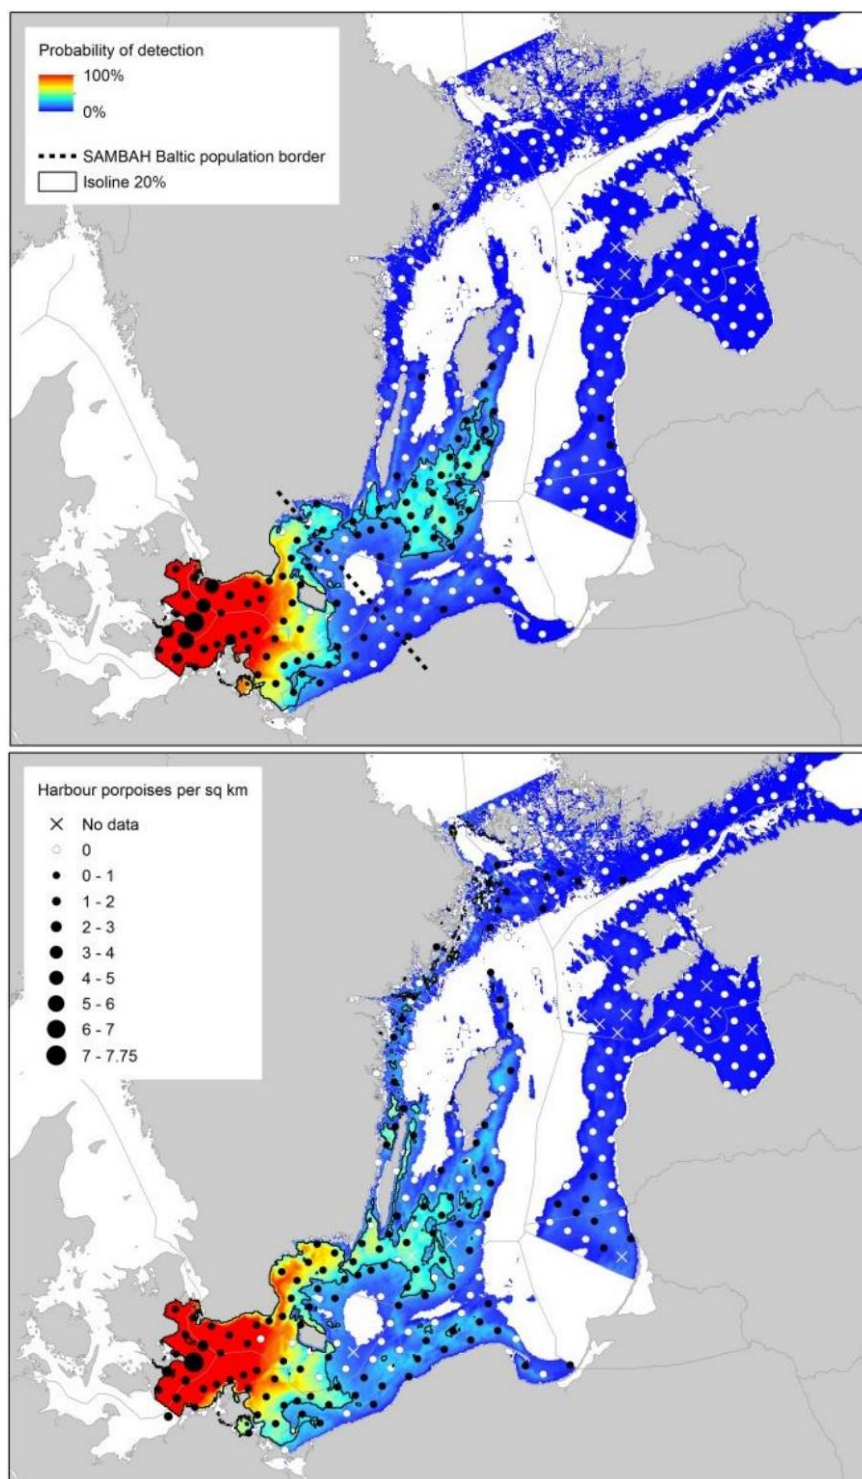 Probability of detection
100%
0%
SAMBAH Baltic population border
Isoline 20%
Harbour porpoises per sq km
No data
0
0 - 1
1 - 2
2 - 3
3 - 4
4 - 5
5 - 6
6 - 7
7 - 7.75